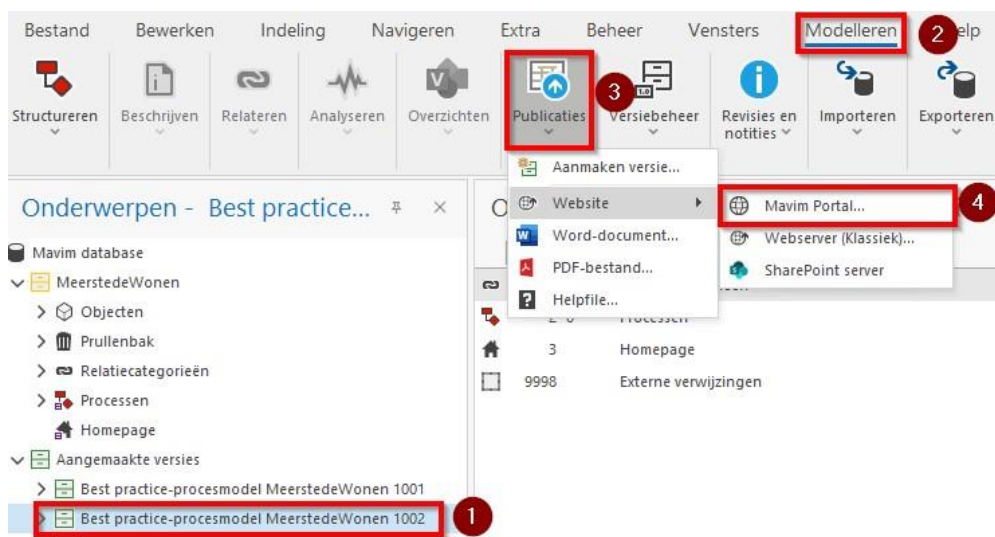 Bestand Bewerken Indeling Navigeren Extra Beheer Vensters Modelleren 2 elp
Structureren Beschrijven Relateren Analyseren Overzichten Publicaties 3 Versiebeheer 1.0 Revisies en notities Importeren Exporteren
Aanmaken versie...
Website
Mavim Portal... 4
Word-document...
Webserver (Klassiek)...
PDF-bestand...
SharePoint server
Helpfile...
Onderwerpen - Best practice...
Mavim database
MeerstedeWonen
Objecten
Prullenbak
Relatiecategorieën
Processen
Homepage
Aangemaakte versies
Best practice-procesmodel MeerstedeWonen 1001
Best practice-procesmodel MeerstedeWonen 1002 1
Processen
3 Homepage
9998 Externe verwijzingen